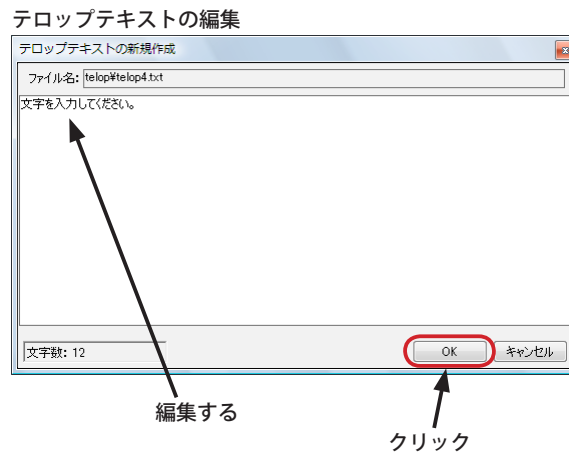 テロップテキストの編集
テロップテキストの新規作成
ファイル名: telop¥telop4.txt
文字を入力してください。
文字数: 12
OK
キャンセル
編集する
クリック